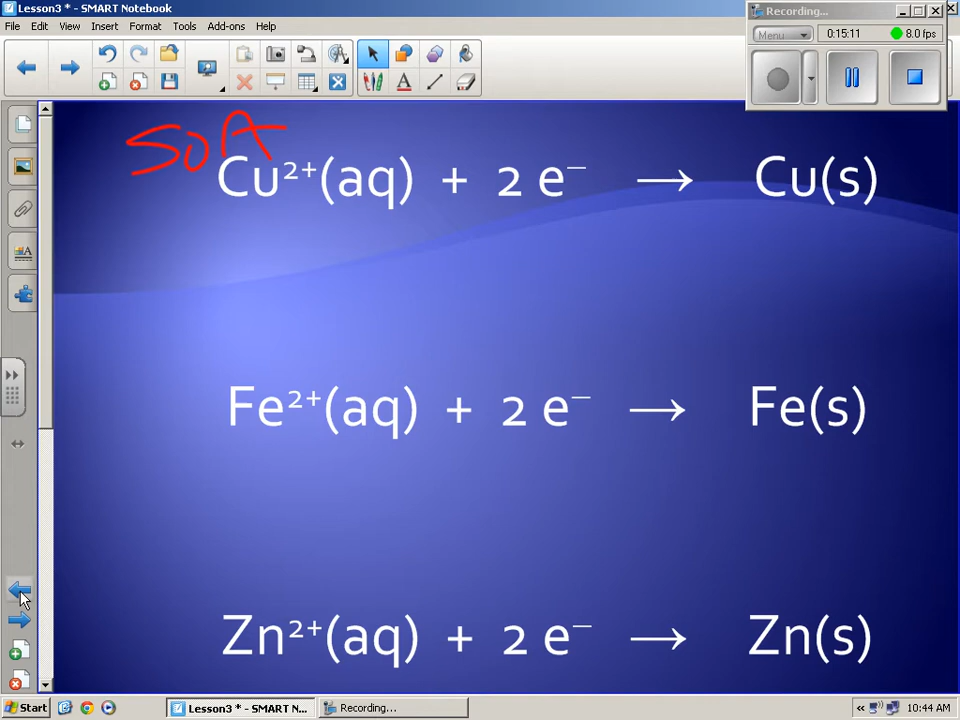 Lesson3 * - SMART Notebook
Recording...
File Edit View Insert Format Tools Add-ons Help
Menu
0:15:11
8.0 fps
SOA
Cu²⁺(aq) + 2 e⁻ → Cu(s)
Fe²⁺(aq) + 2 e⁻ → Fe(s)
Zn²⁺(aq) + 2 e⁻ → Zn(s)
Start
Lesson3 * - SMART N...
Recording...
10:44 AM